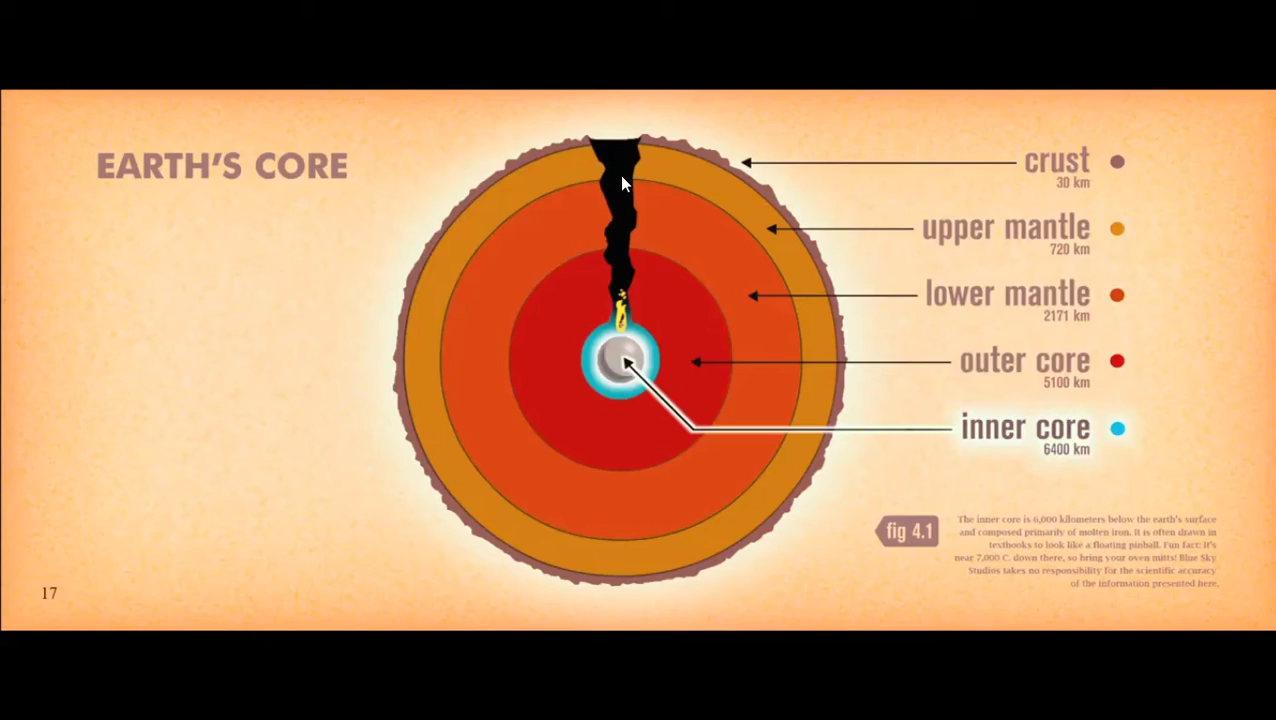 EARTH'S CORE
crust
30 km
upper mantle
720 km
lower mantle
2171 km
outer core
5100 km
inner core
6400 km
fig 4.1
The inner core is 6,000 kilometers below the earth's surface
and composed primarily of molten iron. It is often drawn in
textbooks to look like a floating pinball. Fun fact: It's
near 7,000 C. down there, so bring your oven mitts! Blue Sky
Studios takes no responsibility for the scientific accuracy
of the information presented here.
17